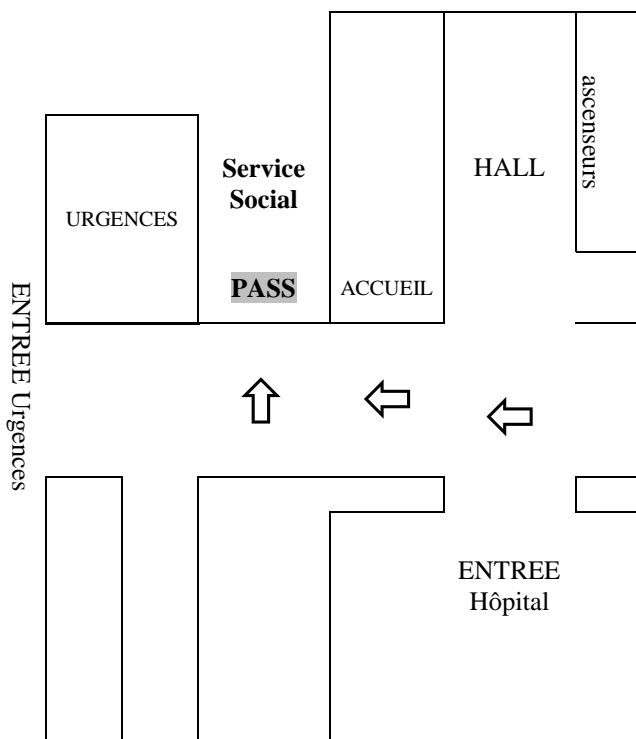 ascenseurs
Service
Social
HALL
URGENCES
PASS
ACCUEIL
ENTREE Urgences
ENTREE
Hôpital